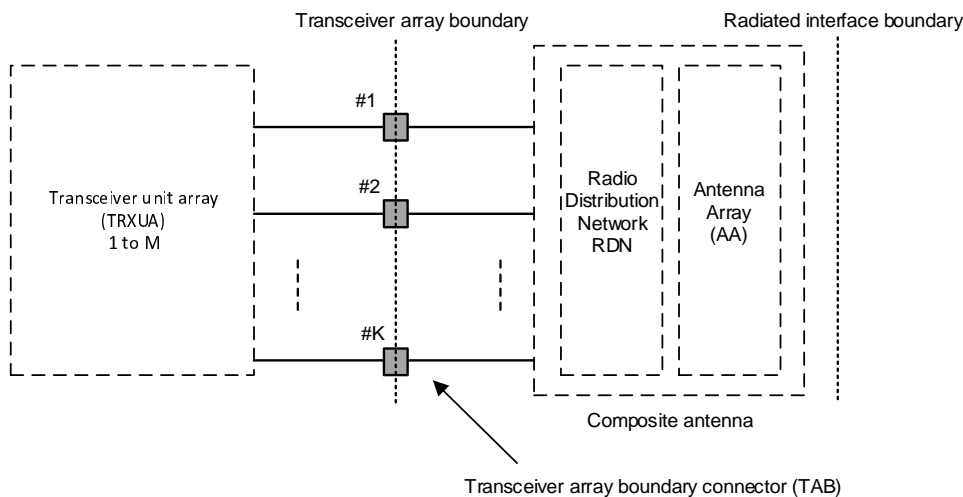 Transceiver array boundary
Radiated interface boundary
#1
#2
#K
Transceiver unit array
(TRXUA)
1 to M
Radio
Distribution
Network
RDN
Antenna
Array
(AA)
Composite antenna
Transceiver array boundary connector (TAB)